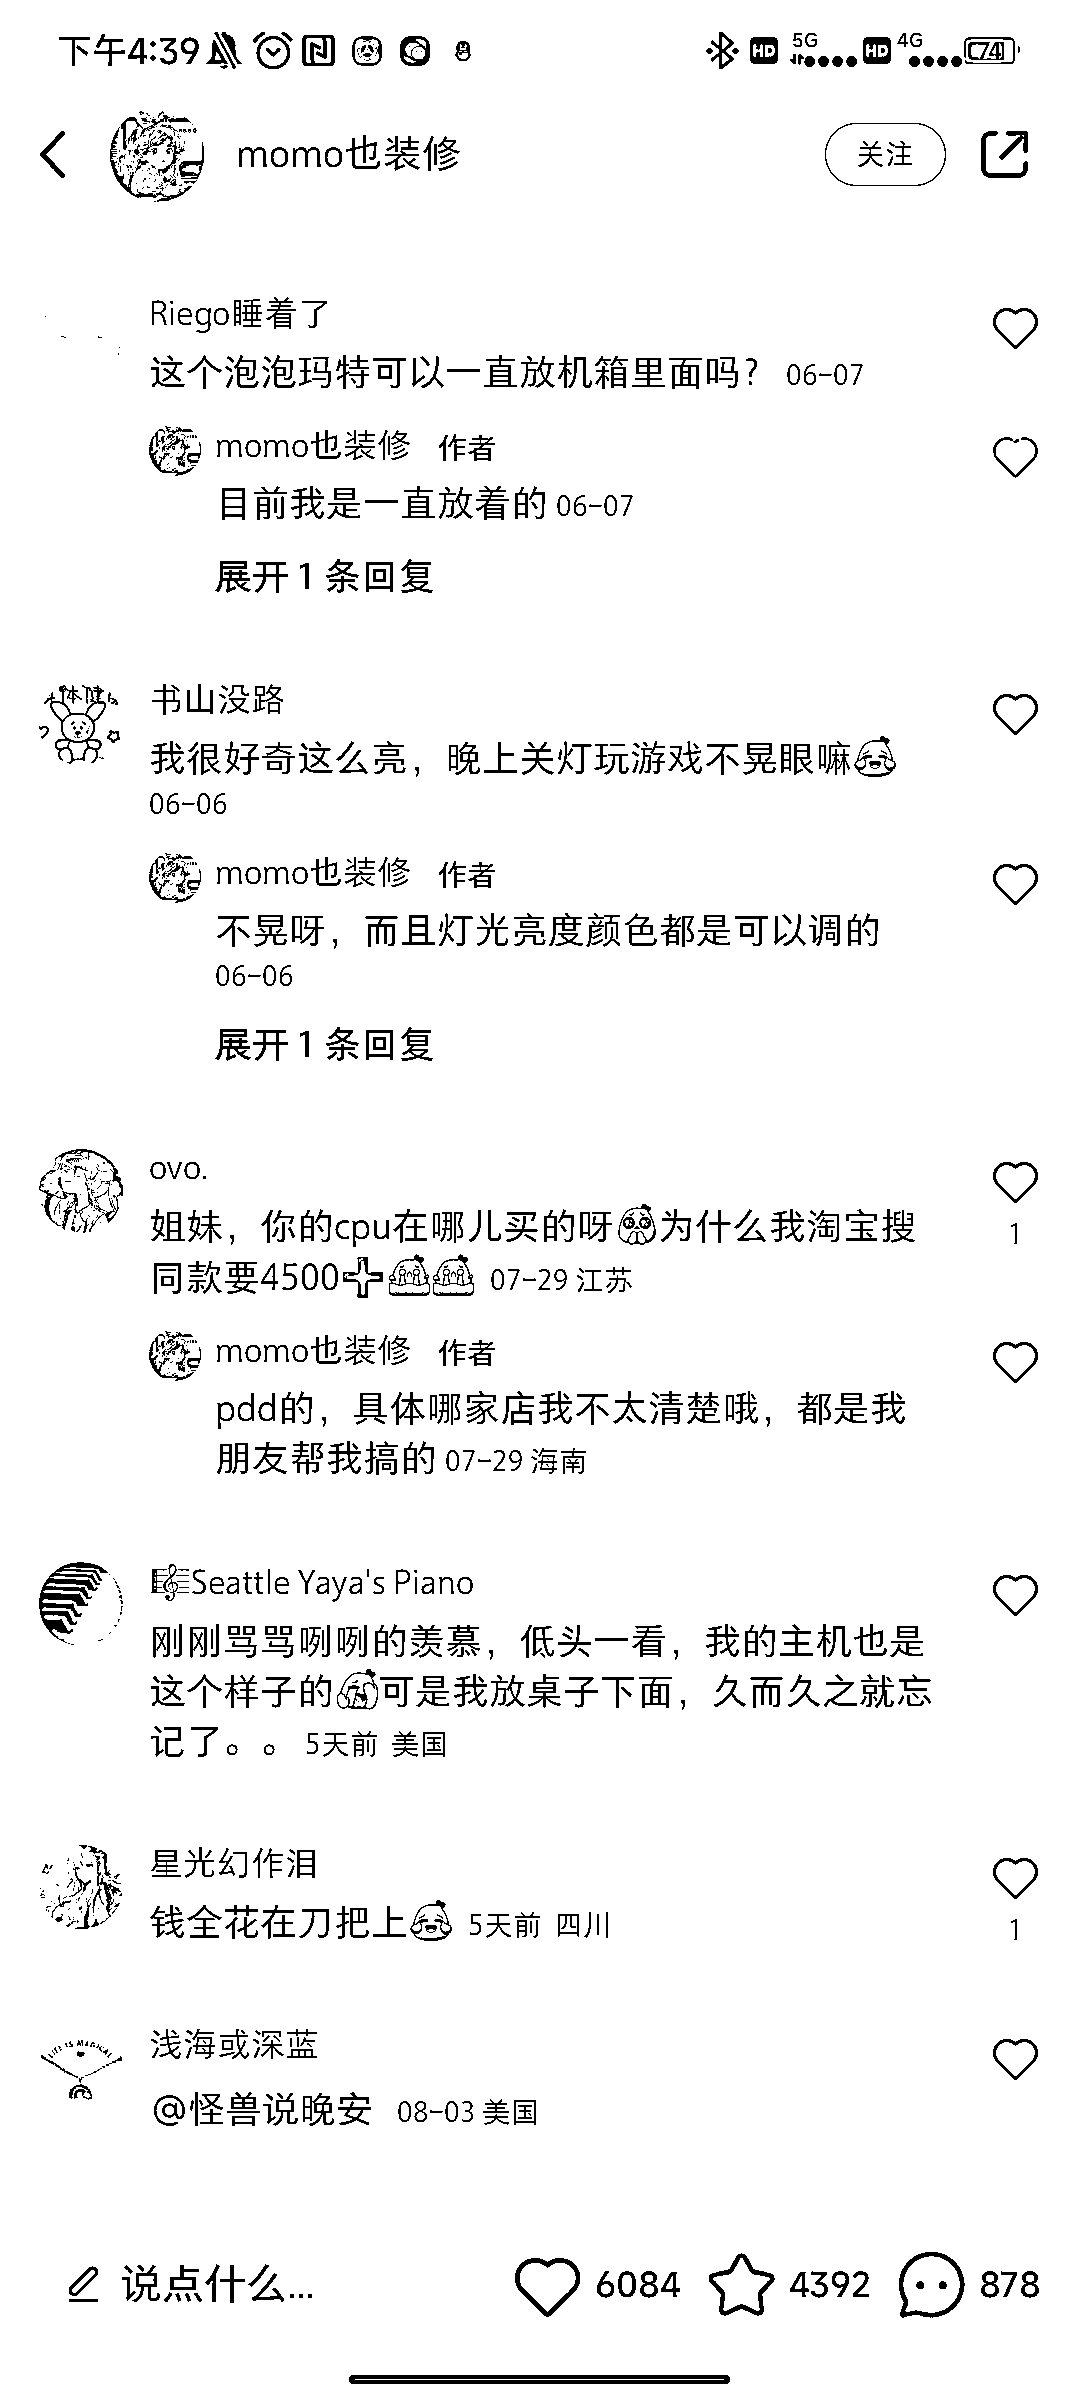 下午4:39 HD 5G HD 4G 74
momo也装修 关注
Riego睡着了
这个泡泡玛特可以一直放机箱里面吗? 06-07
momo也装修 作者
目前我是一直放着的 06-07
展开 1 条回复
书山没路
我很好奇这么亮，晚上关灯玩游戏不晃眼嘛
06-06
momo也装修 作者
不晃呀，而且灯光亮度颜色都是可以调的
06-06
展开 1 条回复
ovo.
姐妹，你的cpu在哪儿买的呀为什么我淘宝搜
1
同款要4500➕ 07-29 江苏
momo也装修 作者
pdd的，具体哪家店我不太清楚哦，都是我
朋友帮我搞的 07-29 海南
🎼Seattle Yaya's Piano
刚刚骂骂咧咧的羡慕，低头一看，我的主机也是
这个样子的可是我放桌子下面，久而久之就忘
记了。。 5天前 美国
星光幻作泪
钱全花在刀把上 5天前 四川
1
LIFE IS MAGICAL
浅海或深蓝
@怪兽说晚安 08-03 美国
说点什么... 6084 4392 878